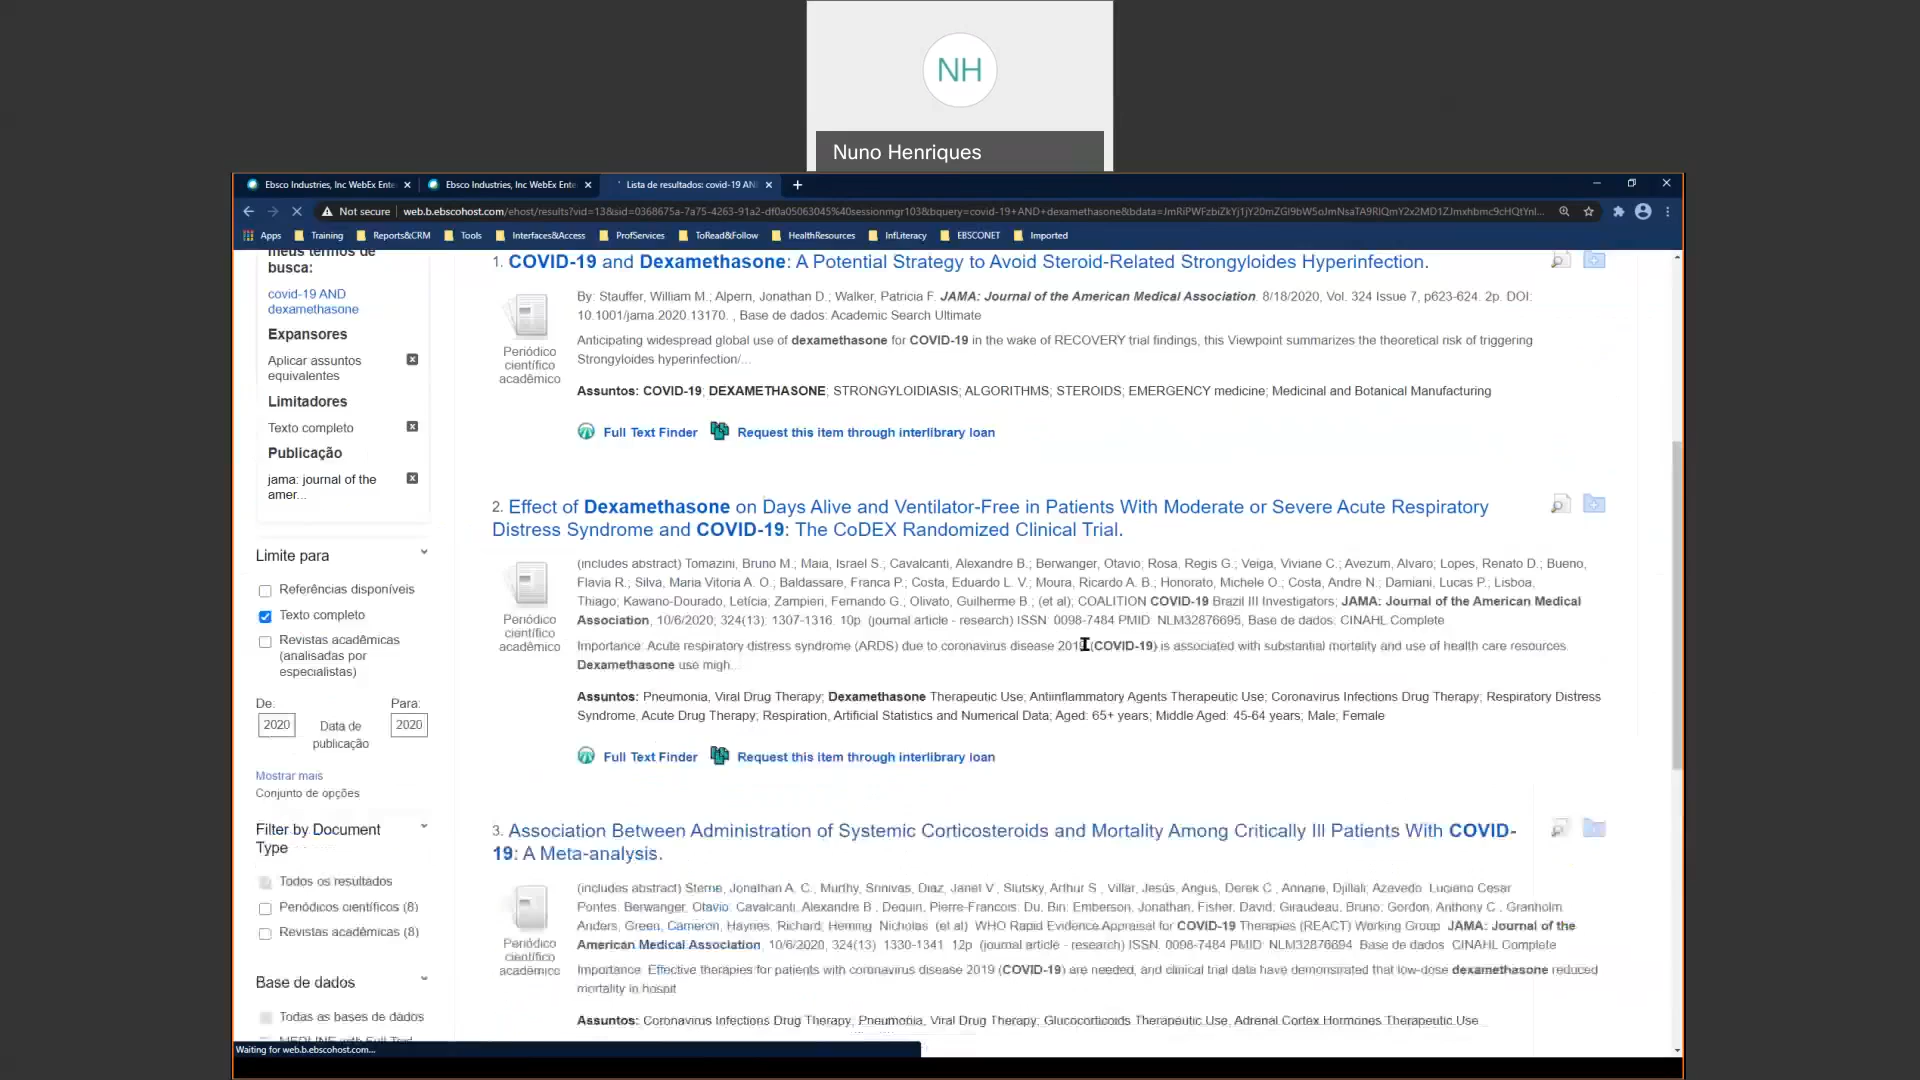 NH
Nuno Henriques
Ebsco Industries, Inc WebEx Ente
Ebsco Industries, Inc WebEx Ente
Lista de resultados: covid-19 AN
Not secure
Apps Training Reports&CRM Tools Interfaces&Access ProfServices ToRead&Follow HealthResources InfLiteracy EBSCONET Imported
meus termos de
busca:
covid-19 AND
dexamethasone
Expansores
Aplicar assuntos
equivalentes
Limitadores
Texto completo
Publicação
jama: journal of the
amer...
Limite para
Referências disponíveis
Texto completo
Revistas acadêmicas
(analisadas por
especialistas)
De: Para:
2020 Data de 2020
publicação
Mostrar mais
Conjunto de opções
Filter by Document
Type
Todos os resultados
Periódicos científicos (8)
Revistas acadêmicas (8)
Base de dados
Todas as bases de dados
1. COVID-19 and Dexamethasone: A Potential Strategy to Avoid Steroid-Related Strongyloides Hyperinfection.
Periódico
científico
acadêmico
By: Stauffer, William M.; Alpern, Jonathan D.; Walker, Patricia F. JAMA: Journal of the American Medical Association. 8/18/2020, Vol. 324 Issue 7, p623-624. 2p. DOI:
10.1001/jama.2020.13170. , Base de dados: Academic Search Ultimate
Anticipating widespread global use of dexamethasone for COVID-19 in the wake of RECOVERY trial findings, this Viewpoint summarizes the theoretical risk of triggering
Strongyloides hyperinfection/...
Assuntos: COVID-19; DEXAMETHASONE; STRONGYLOIDIASIS; ALGORITHMS; STEROIDS; EMERGENCY medicine; Medicinal and Botanical Manufacturing
Full Text Finder Request this item through interlibrary loan
2. Effect of Dexamethasone on Days Alive and Ventilator-Free in Patients With Moderate or Severe Acute Respiratory
Distress Syndrome and COVID-19: The CoDEX Randomized Clinical Trial.
Periódico
científico
acadêmico
(includes abstract) Tomazini, Bruno M.; Maia, Israel S.; Cavalcanti, Alexandre B.; Berwanger, Otavio; Rosa, Regis G.; Veiga, Viviane C.; Avezum, Alvaro; Lopes, Renato D.; Bueno,
Flavia R.; Silva, Maria Vitoria A. O.; Baldassare, Franca P.; Costa, Eduardo L. V.; Moura, Ricardo A. B.; Honorato, Michele O.; Costa, Andre N.; Damiani, Lucas P.; Lisboa,
Thiago; Kawano-Dourado, Letícia; Zampieri, Fernando G.; Olivato, Guilherme B.; (et al); COALITION COVID-19 Brazil III Investigators; JAMA: Journal of the American Medical
Association, 10/6/2020; 324(13): 1307-1316. 10p. (journal article - research) ISSN: 0098-7484 PMID: NLM32876695, Base de dados: CINAHL Complete
Importance: Acute respiratory distress syndrome (ARDS) due to coronavirus disease 2019 (COVID-19) is associated with substantial mortality and use of health care resources.
Dexamethasone use migh...
Assuntos: Pneumonia, Viral Drug Therapy; Dexamethasone Therapeutic Use; Antiinflammatory Agents Therapeutic Use; Coronavirus Infections Drug Therapy; Respiratory Distress
Syndrome, Acute Drug Therapy; Respiration, Artificial Statistics and Numerical Data; Aged: 65+ years; Middle Aged: 45-64 years; Male; Female
Full Text Finder Request this item through interlibrary loan
3. Association Between Administration of Systemic Corticosteroids and Mortality Among Critically Ill Patients With COVID-
19: A Meta-analysis.
Periódico
científico
acadêmico
(includes abstract) Sterne, Jonathan A. C.; Murthy, Srinivas; Diaz, Janet V.; Slutsky, Arthur S.; Villar, Jesús; Angus, Derek C.; Annane, Djillali; Azevedo, Luciano Cesar
Pontes; Berwanger, Otavio; Cavalcanti, Alexandre B.; Dequin, Pierre-Francois; Du, Bin; Emberson, Jonathan; Fisher, David; Giraudeau, Bruno; Gordon, Anthony C.; Granholm,
Anders; Green, Cameron; Haynes, Richard; Heming, Nicholas; (et al); WHO Rapid Evidence Appraisal for COVID-19 Therapies (REACT) Working Group; JAMA: Journal of the
American Medical Association, 10/6/2020; 324(13): 1330-1341. 12p. (journal article - research) ISSN: 0098-7484 PMID: NLM32876694, Base de dados: CINAHL Complete
Importance: Effective therapies for patients with coronavirus disease 2019 (COVID-19) are needed, and clinical trial data have demonstrated that low-dose dexamethasone reduced
mortality in hospit...
Assuntos: Coronavirus Infections Drug Therapy; Pneumonia, Viral Drug Therapy; Glucocorticoids Therapeutic Use; Adrenal Cortex Hormones Therapeutic Use
Waiting for web.b.ebscohost.com...